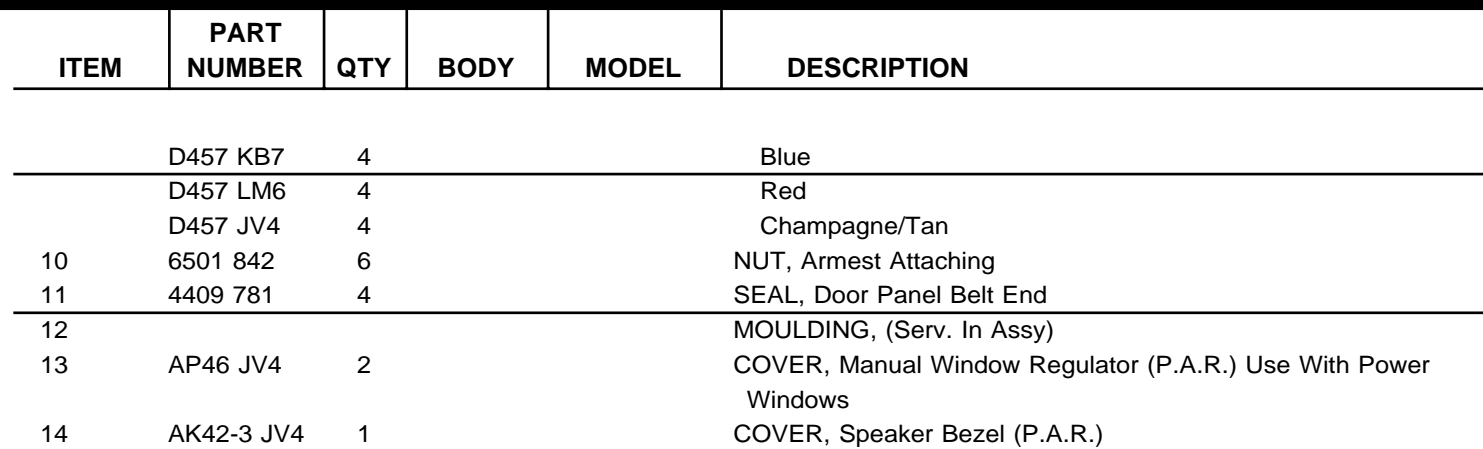 PART
ITEM NUMBER QTY BODY MODEL DESCRIPTION
D457 KB7 4 Blue
D457 LM6 4 Red
D457 JV4 4 Champagne/Tan
10 6501 842 6 NUT, Armest Attaching
11 4409 781 4 SEAL, Door Panel Belt End
12 MOULDING, (Serv. In Assy)
13 AP46 JV4 2 COVER, Manual Window Regulator (P.A.R.) Use With Power
Windows
14 AK42-3 JV4 1 COVER, Speaker Bezel (P.A.R.)